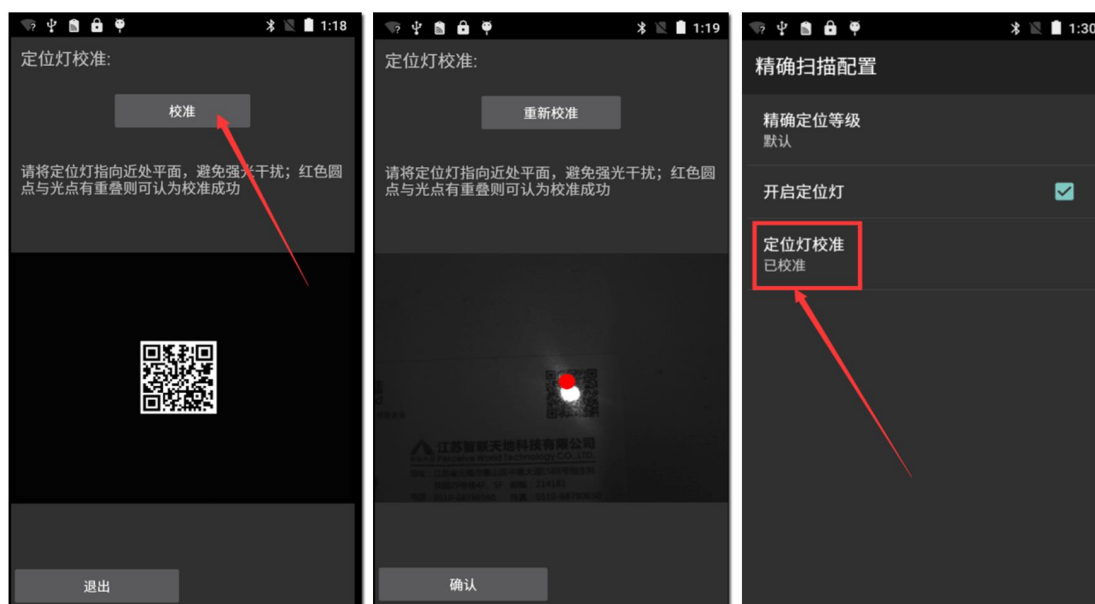 1:18
定位灯校准:
校准
请将定位灯指向近处平面，避免强光干扰；红色圆
点与光点有重叠则可认为校准成功
退出
1:19
定位灯校准:
重新校准
请将定位灯指向近处平面，避免强光干扰；红色圆
点与光点有重叠则可认为校准成功
江苏智联天地科技有限公司
Perceive World Technology CO.,LTD.
确认
1:30
精确扫描配置
精确定位等级
默认
开启定位灯
定位灯校准
已校准